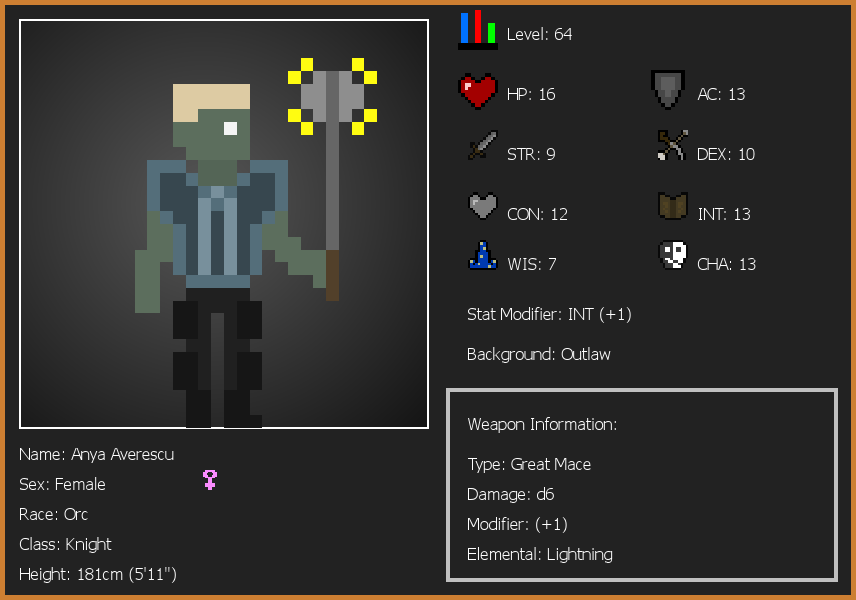 Level: 64
HP: 16
AC: 13
STR: 9
DEX: 10
CON: 12
INT: 13
WIS: 7
CHA: 13
Stat Modifier: INT (+1)
Background: Outlaw
Weapon Information:
Type: Great Mace
Damage: d6
Modifier: (+1)
Elemental: Lightning
Name: Anya Averescu
Sex: Female
Race: Orc
Class: Knight
Height: 181cm (5'11")